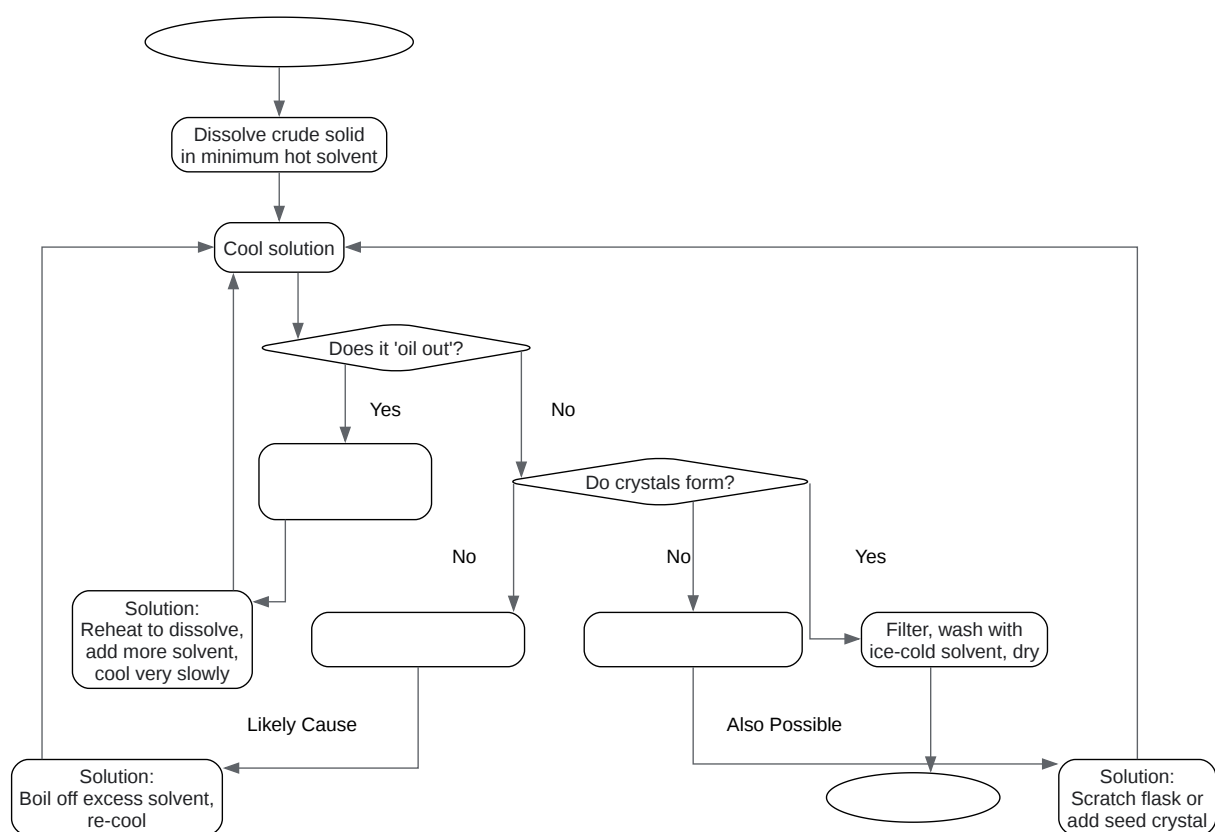 Dissolve crude solid
in minimum hot solvent
Cool solution
Does it 'oil out'?
Yes
No
Do crystals form?
No
No
Yes
Solution:
Reheat to dissolve,
add more solvent,
cool very slowly
Filter, wash with
ice-cold solvent, dry
Likely Cause
Also Possible
Solution:
Boil off excess solvent,
re-cool
Solution:
Scratch flask or
add seed crystal